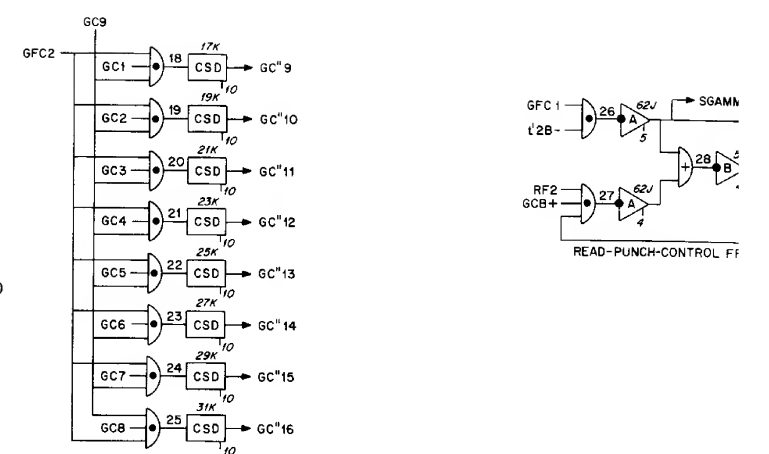 GC9
GFC2
GC1 18 17K CSD 10 GC"9
GC2 19 19K CSD 10 GC"10
GC3 20 21K CSD 10 GC"11
GC4 21 23K CSD 10 GC"12
GC5 22 25K CSD 10 GC"13
GC6 23 27K CSD 10 GC"14
GC7 24 29K CSD 10 GC"15
GC8 25 31K CSD 10 GC"16
GFC1 26 A 62J 5 SGAMM
t'2B-
28 B
RF2 27 A 62J 4
GCB+
READ-PUNCH-CONTROL FF